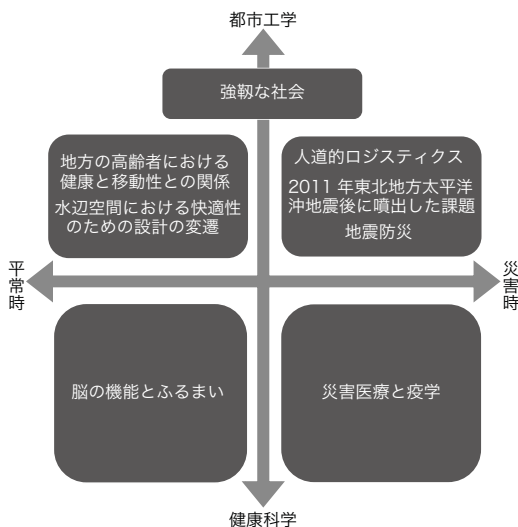 都市工学
強靱な社会
地方の高齢者における
健康と移動性との関係
水辺空間における快適性
のための設計の変遷
人道的ロジスティクス
2011 年東北地方太平洋
沖地震後に噴出した課題
地震防災
平常時
災害時
脳の機能とふるまい
災害医療と疫学
健康科学